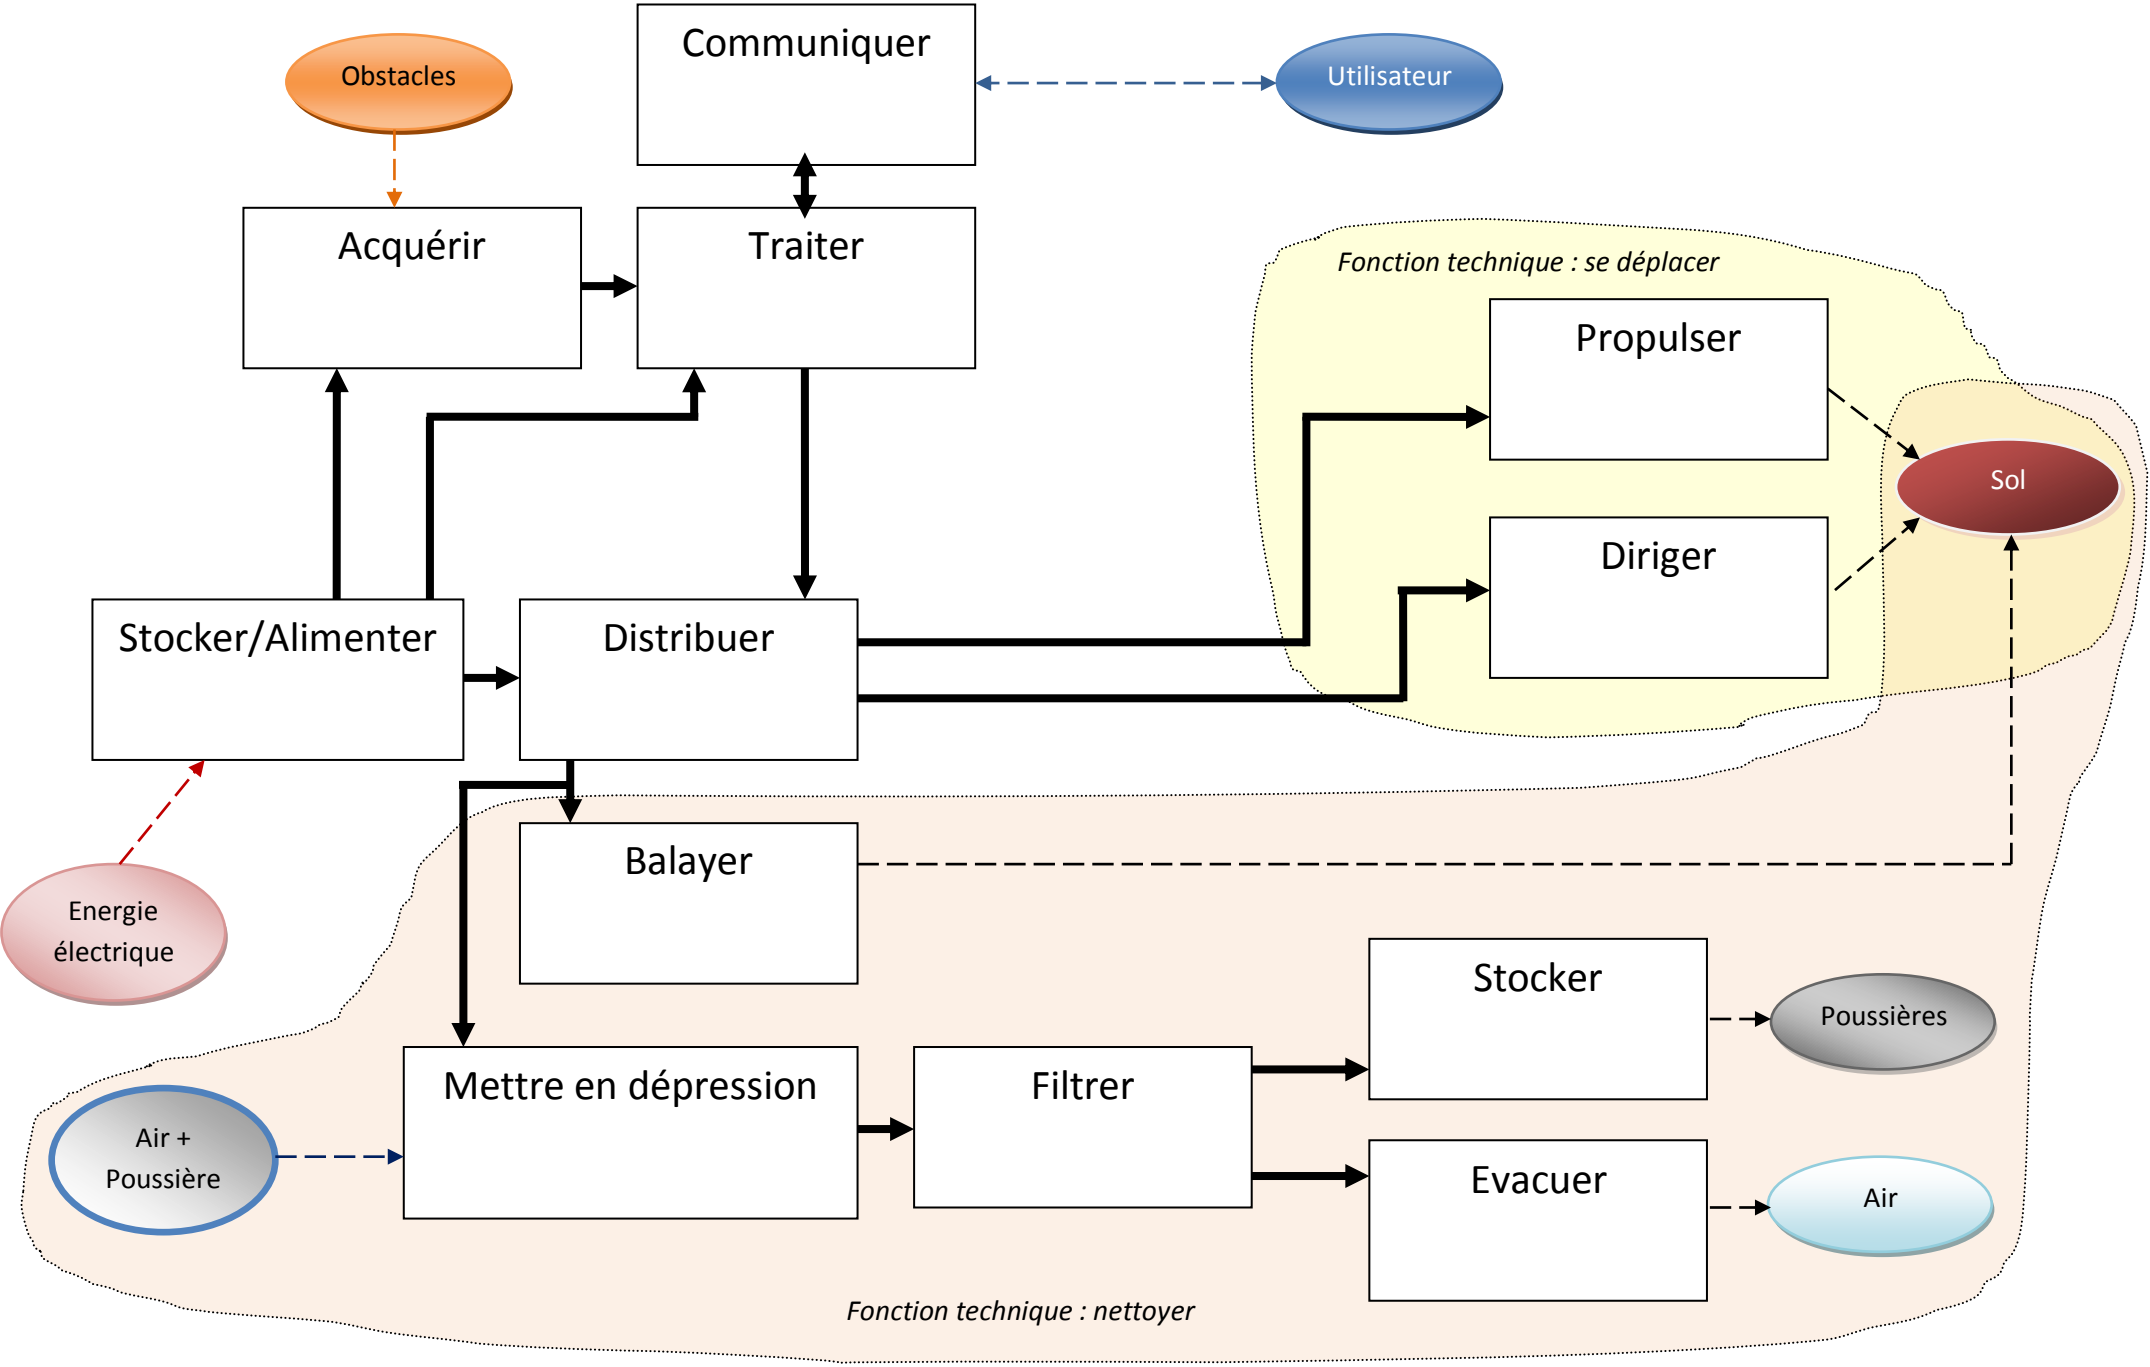 Communiquer
Obstacles
Utilisateur
Acquérir
Traiter
Fonction technique : se déplacer
Propulser
Sol
Diriger
Stocker/Alimenter
Distribuer
Balayer
Energie
électrique
Stocker
Poussières
Mettre en dépression
Filtrer
Air +
Poussière
Evacuer
Air
Fonction technique : nettoyer